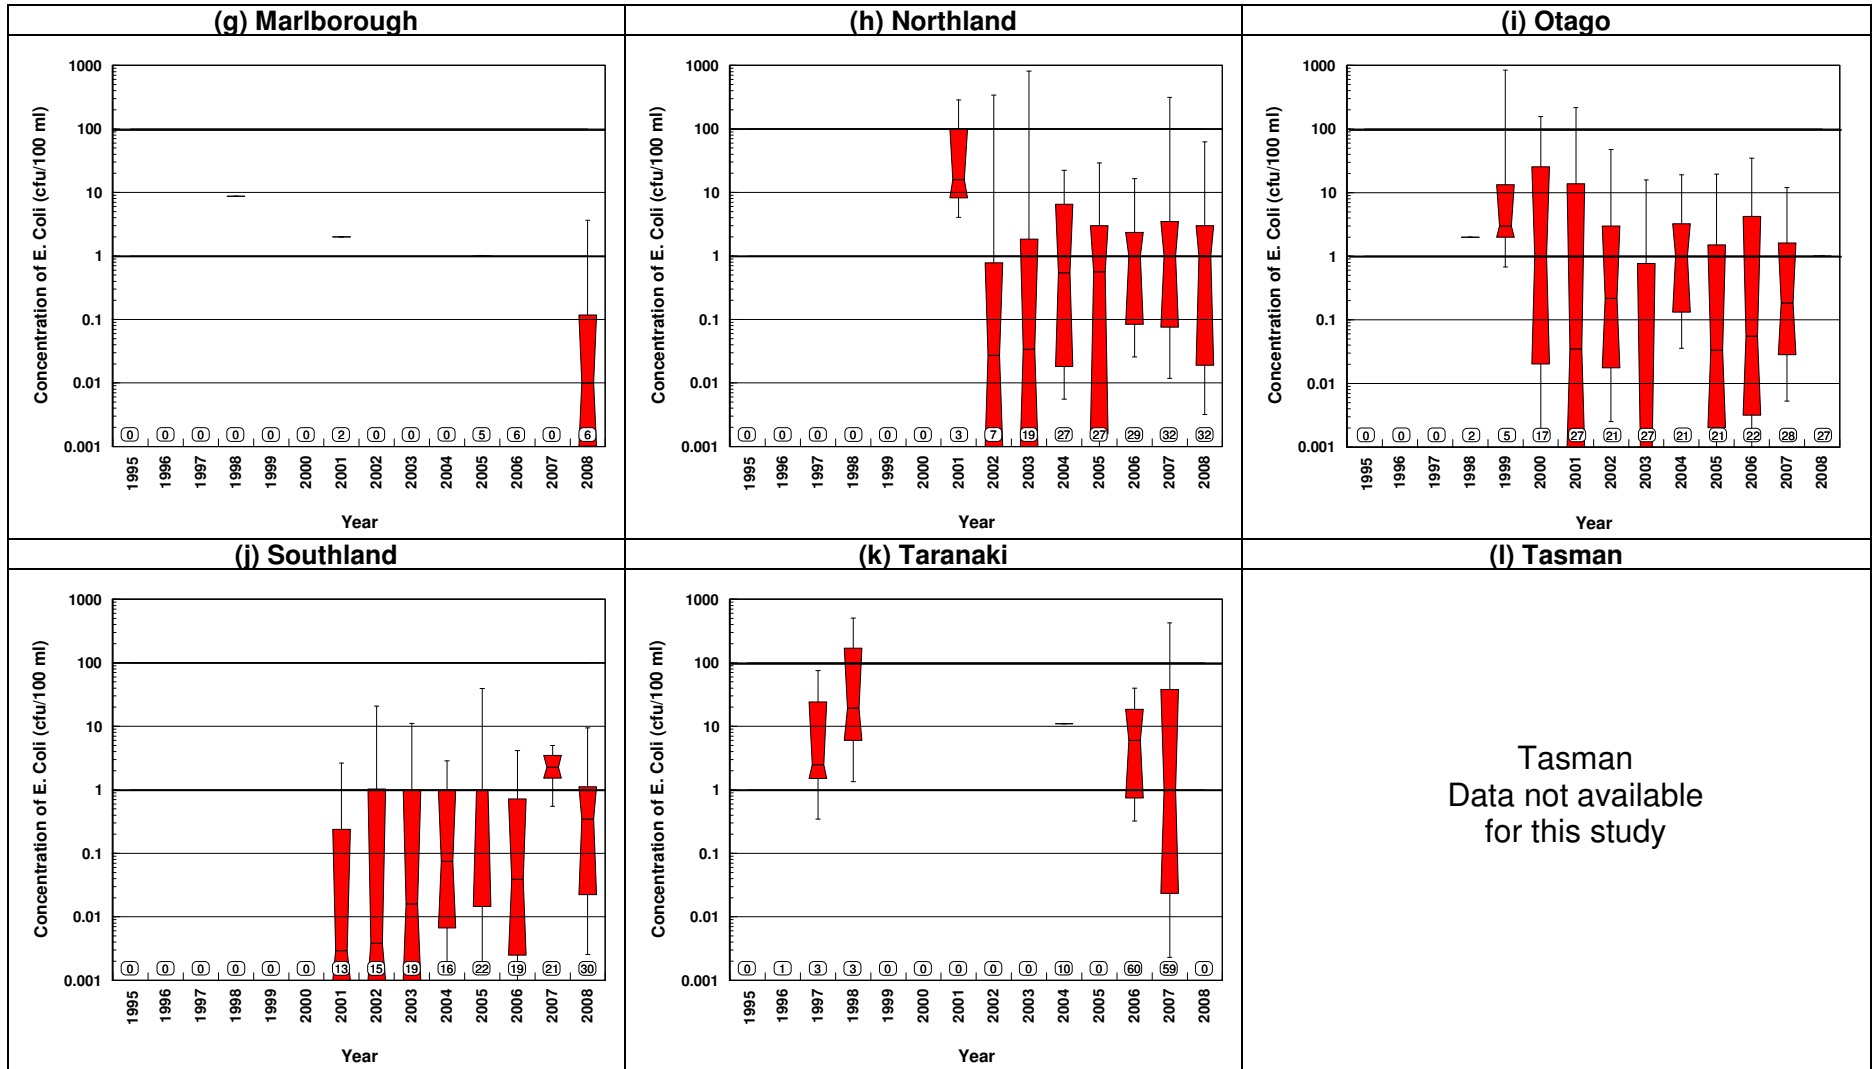 (g) Marlborough
(h) Northland
(i) Otago
Concentration of E. Coli (cfu/100 ml)
1000
100
10
1
0.1
0.01
0.001
0 0 0 0 0 0 2 0 0 0 5 6 0 6
1995 1996 1997 1998 1999 2000 2001 2002 2003 2004 2005 2006 2007 2008
Year
Concentration of E. Coli (cfu/100 ml)
1000
100
10
1
0.1
0.01
0.001
0 0 0 0 0 0 3 7 19 27 27 29 32 32
1995 1996 1997 1998 1999 2000 2001 2002 2003 2004 2005 2006 2007 2008
Year
Concentration of E. Coli (cfu/100 ml)
1000
100
10
1
0.1
0.01
0.001
0 0 0 2 5 17 27 21 27 21 21 22 28 27
1995 1996 1997 1998 1999 2000 2001 2002 2003 2004 2005 2006 2007 2008
Year
(j) Southland
(k) Taranaki
(l) Tasman
Concentration of E. Coli (cfu/100 ml)
1000
100
10
1
0.1
0.01
0.001
0 0 0 0 0 0 13 15 19 16 22 19 21 30
1995 1996 1997 1998 1999 2000 2001 2002 2003 2004 2005 2006 2007 2008
Year
Concentration of E. Coli (cfu/100 ml)
1000
100
10
1
0.1
0.01
0.001
0 1 3 3 0 0 0 0 0 10 0 60 59 0
1995 1996 1997 1998 1999 2000 2001 2002 2003 2004 2005 2006 2007 2008
Year
Tasman
Data not available
for this study